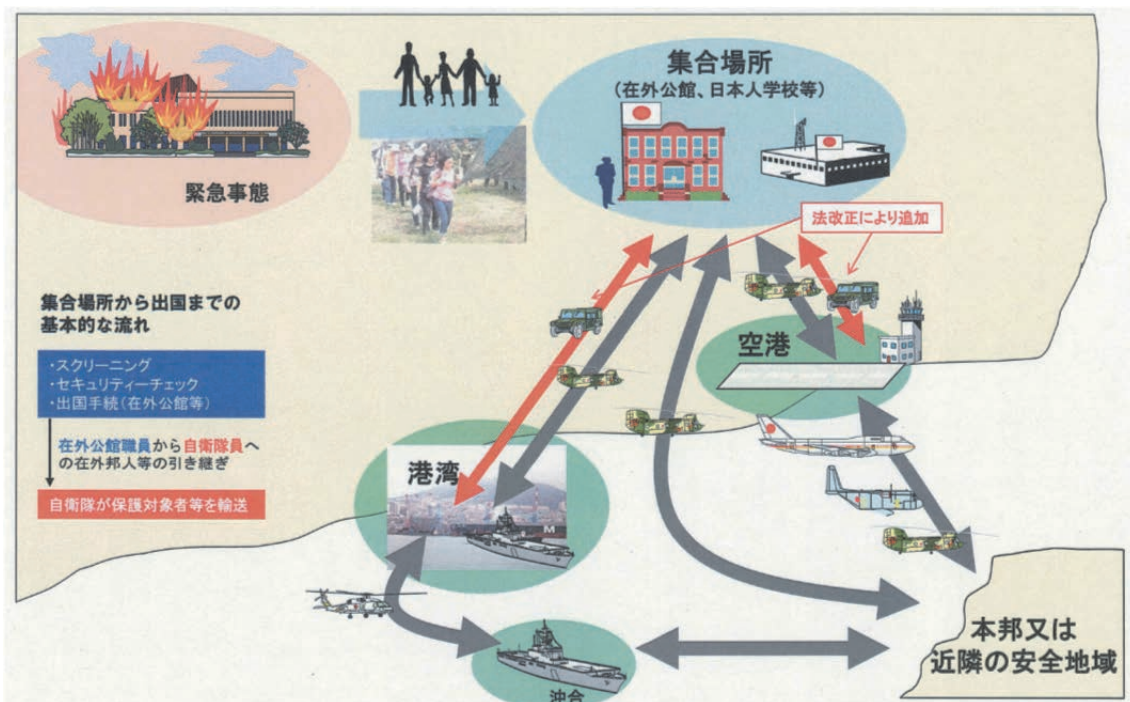 緊急事態
集合場所
(在外公館、日本人学校等)
法改正により追加
集合場所から出国までの
基本的な流れ
・スクリーニング
・セキュリティーチェック
・出国手続(在外公館等)
在外公館職員から自衛隊員へ
の在外邦人等の引き継ぎ
自衛隊が保護対象者等を輸送
空港
港湾
M
沖合
本邦又は
近隣の安全地域